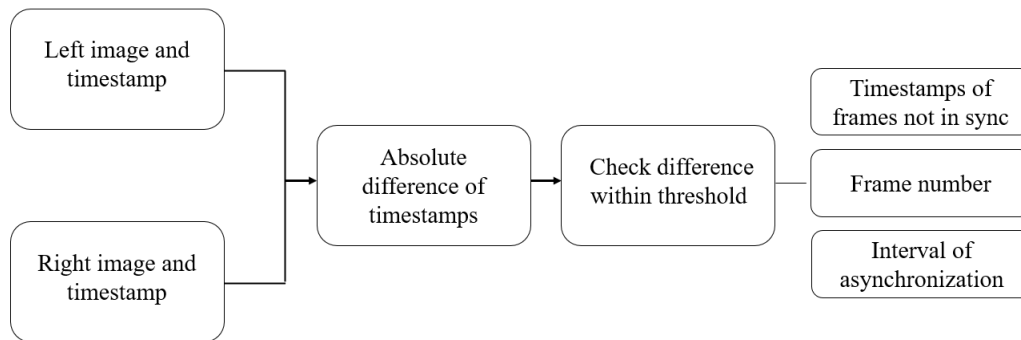 Left image and
timestamp
Right image and
timestamp
Absolute
difference of
timestamps
Check difference
within threshold
Timestamps of
frames not in sync
Frame number
Interval of
asynchronization